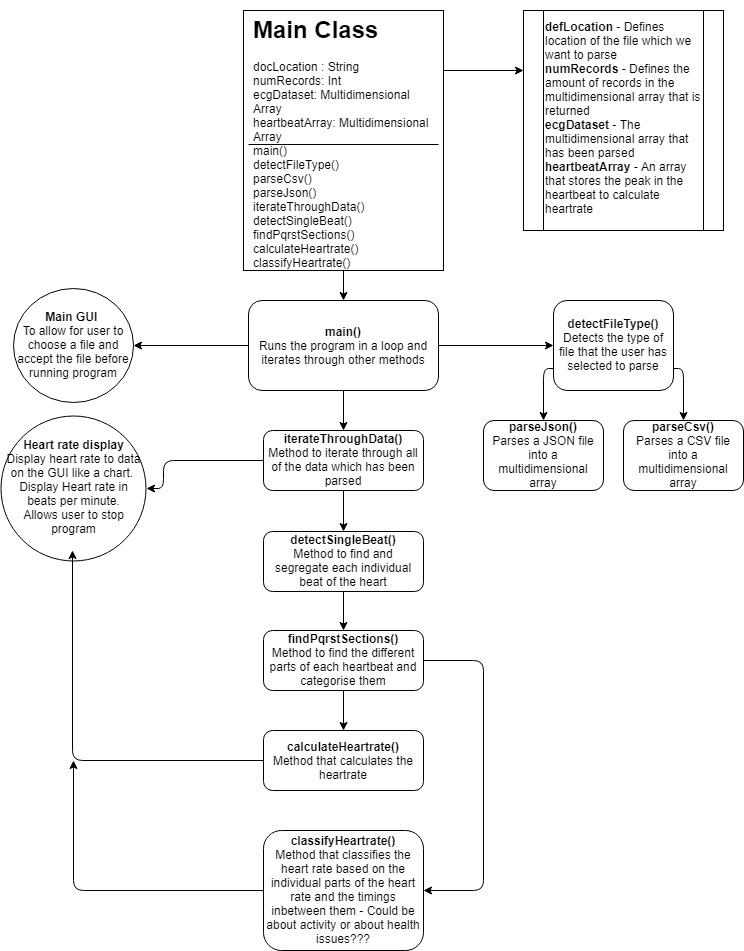 Main Class
docLocation : String
numRecords: Int
ecgDataset: Multidimensional
Array
heartbeatArray: Multidimensional
Array
main()
detectFileType()
parseCsv()
parseJson()
iterateThroughData()
detectSingleBeat()
findPqrstSections()
calculateHeartrate()
classifyHeartrate()
defLocation - Defines
location of the file which we
want to parse
numRecords - Defines the
amount of records in the
multidimensional array that is
returned
ecgDataset - The
multidimensional array that
has been parsed
heartbeatArray - An array
that stores the peak in the
heartbeat to calculate
heartrate
Main GUI
To allow for user to
choose a file and
accept the file before
running program
main()
Runs the program in a loop and
iterates through other methods
detectFileType()
Detects the type of
file that the user has
selected to parse
parseJson()
Parses a JSON file
into a
multidimensional
array
parseCsv()
Parses a CSV file
into a
multidimensional
array
Heart rate display
Display heart rate to data
on the GUI like a chart.
Display Heart rate in
beats per minute.
Allows user to stop
program
iterateThroughData()
Method to iterate through all
of the data which has been
parsed
detectSingleBeat()
Method to find and
segregate each individual
beat of the heart
findPqrstSections()
Method to find the different
parts of each heartbeat and
categorise them
calculateHeartrate()
Method that calculates the
heartrate
classifyHeartrate()
Method that classifies the
heart rate based on the
individual parts of the heart
rate and the timings
inbetween them - Could be
about activity or about health
issues???